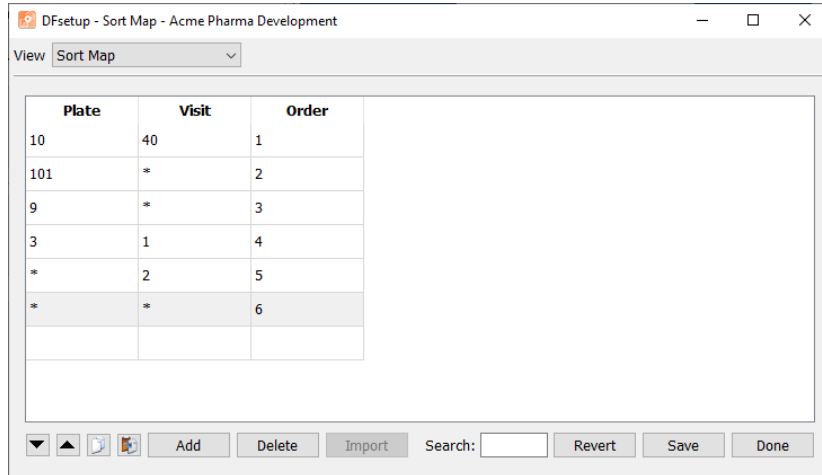 DFsetup - Sort Map - Acme Pharma Development
View Sort Map
Plate Visit Order
10 40 1
101 * 2
9 * 3
3 1 4
* 2 5
* * 6
Add Delete Import Search: Revert Save Done